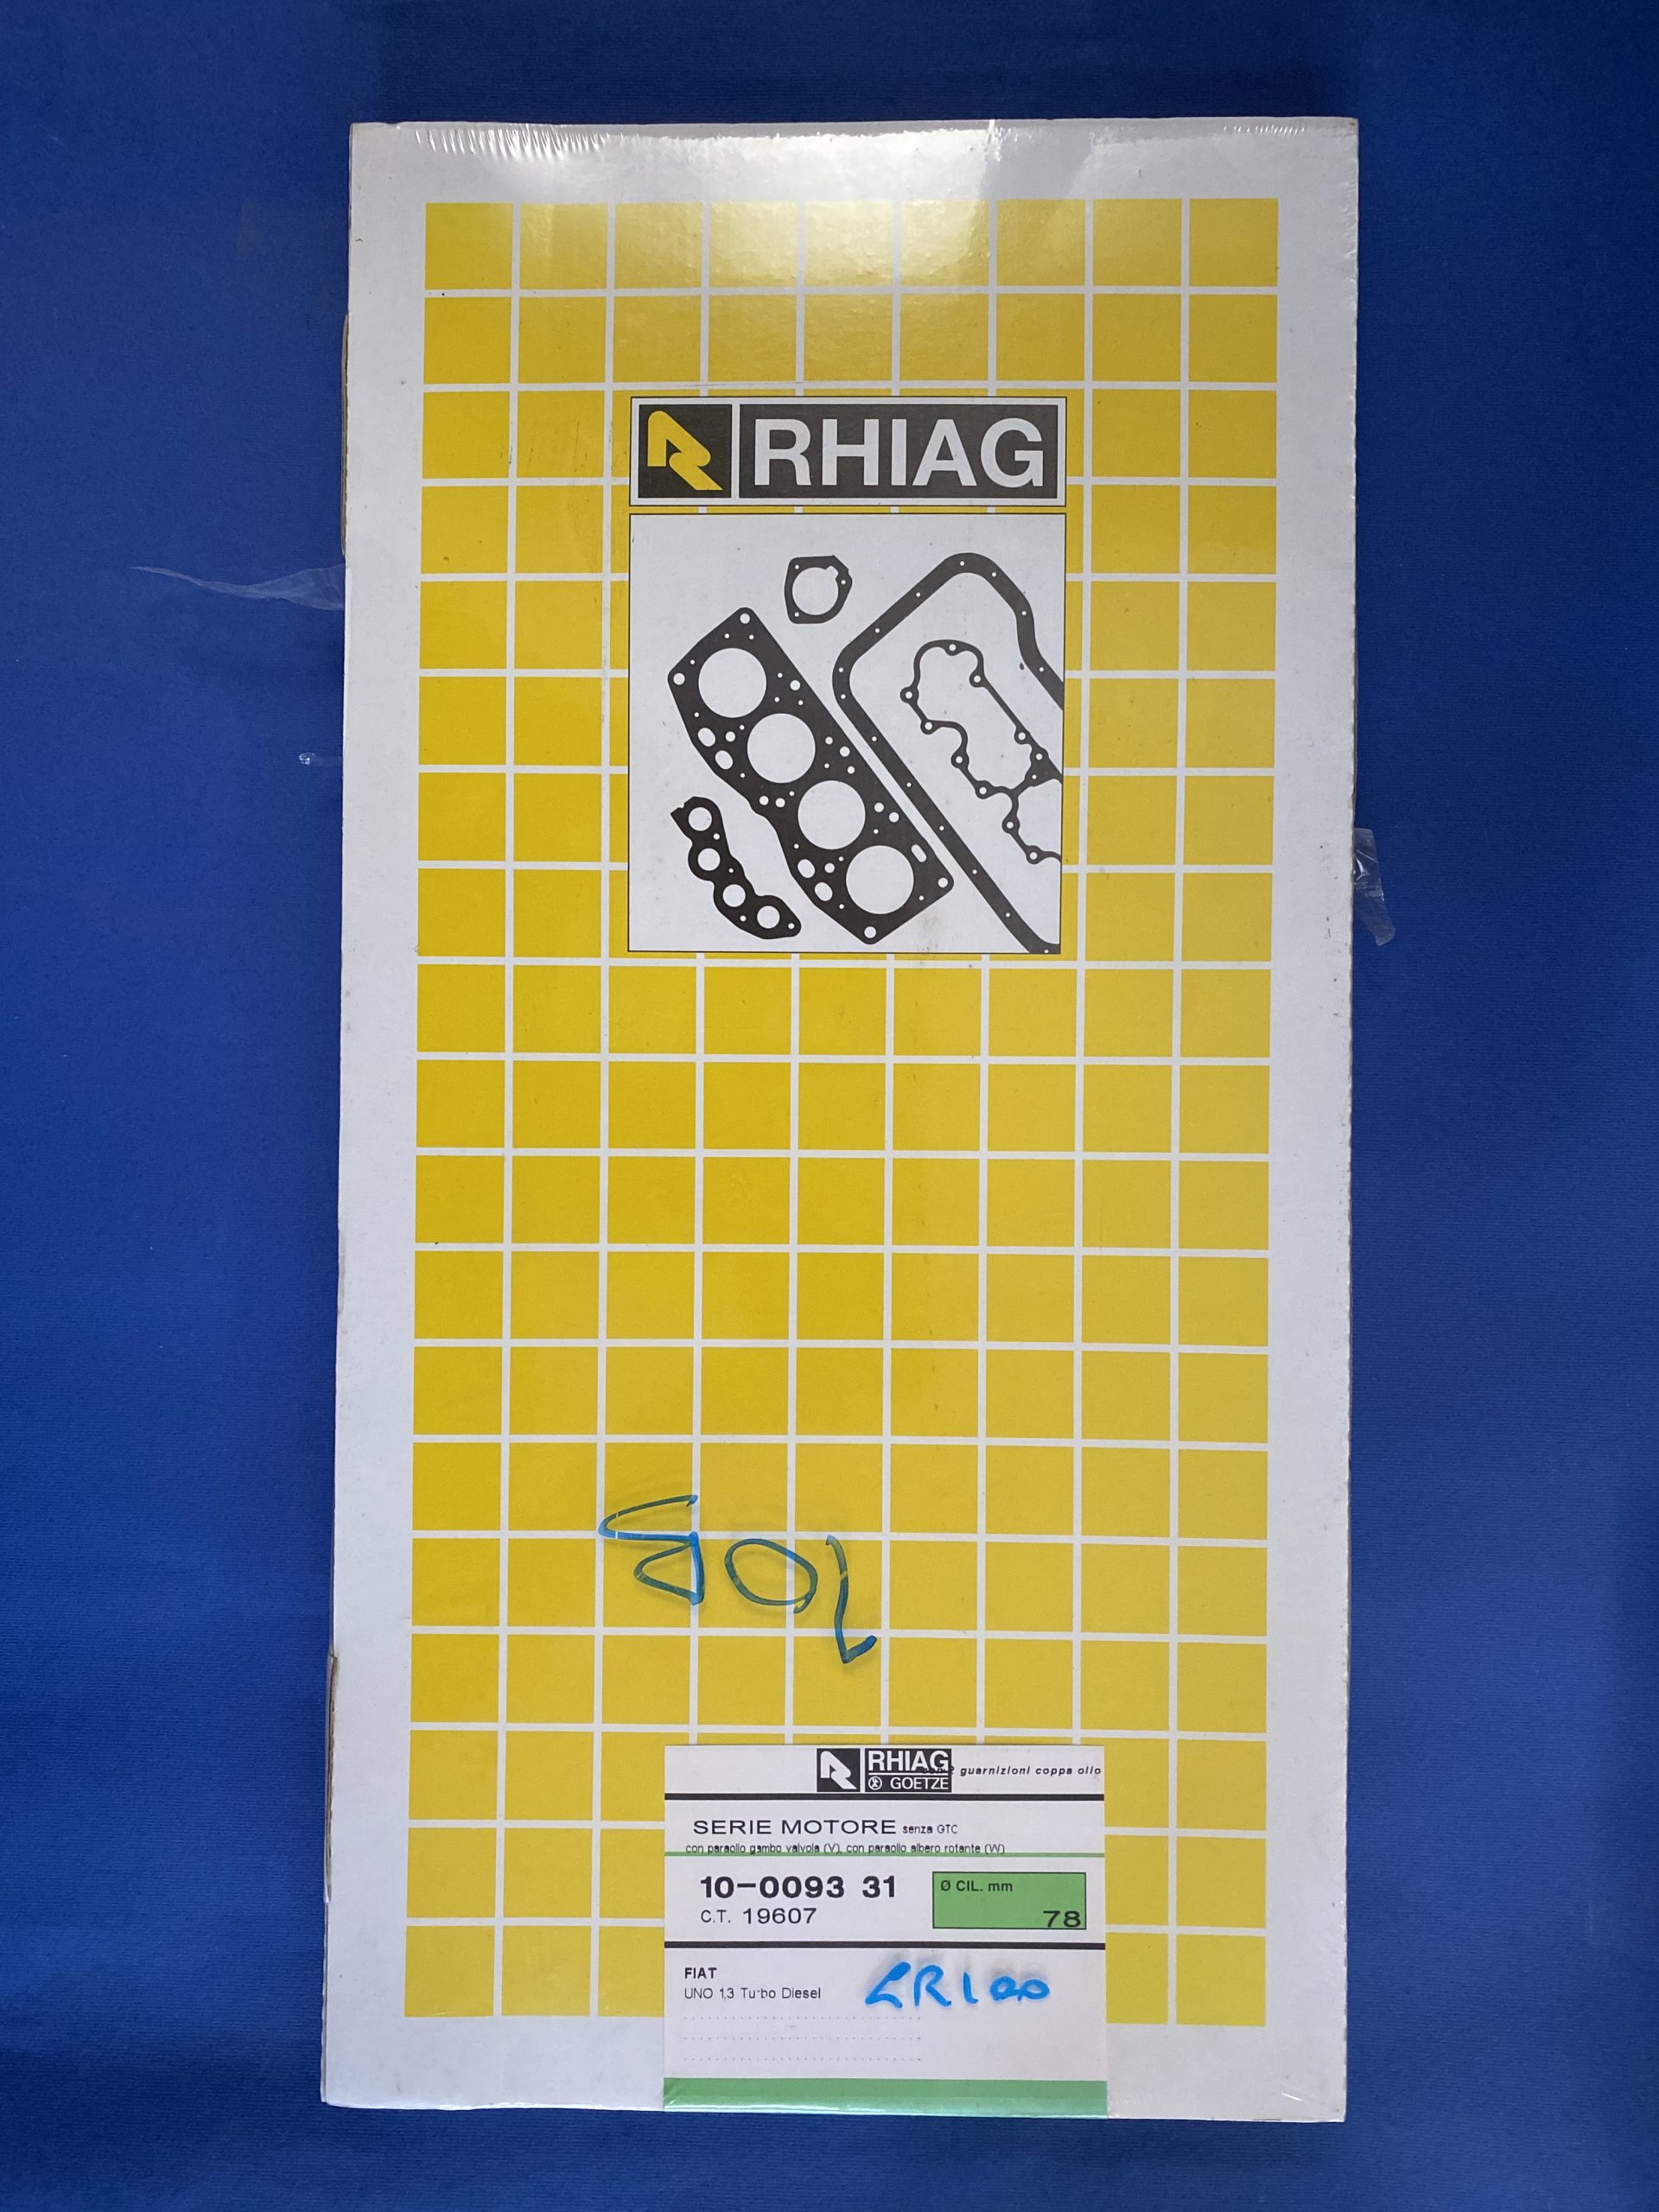 RHIAG
RHIAG
GOETZE
2 guarnizioni coppa olio
SERIE MOTORE senza GTC
con paraolio gambo valvola (V), con paraolio albero rotante (W)
10-0093 31
C.T. 19607
Ø CIL. mm
78
FIAT
UNO 1,3 Turbo Diesel